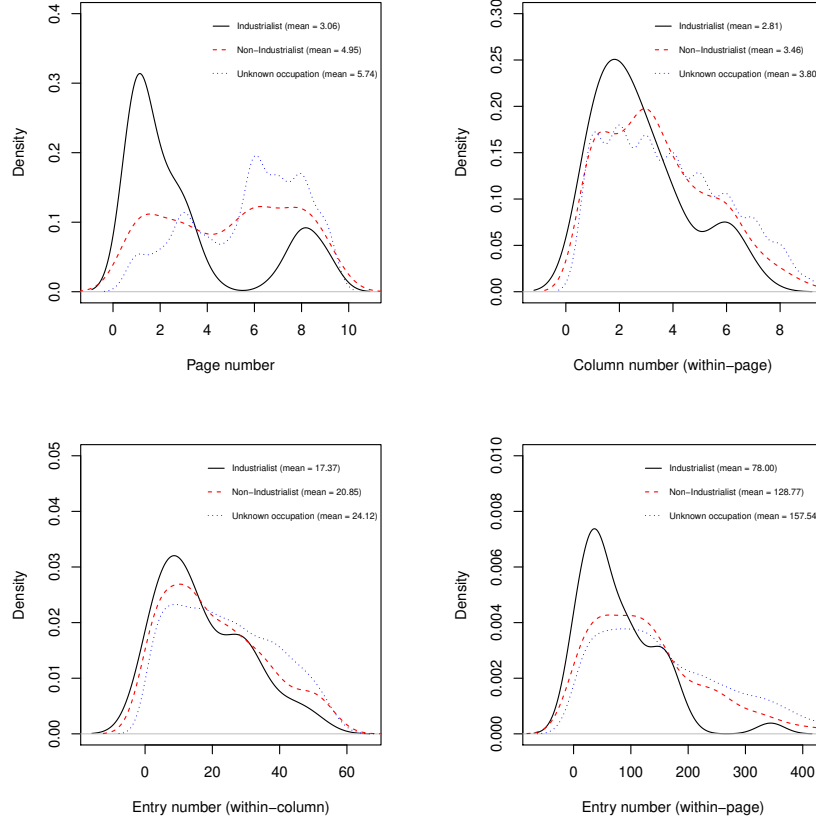 0.0 0.1 0.2 0.3 0.4
Density
Industrialist (mean = 3.06)
Non−Industrialist (mean = 4.95)
Unknown occupation (mean = 5.74)
0 2 4 6 8 10
Page number
0.00 0.05 0.10 0.15 0.20 0.25 0.30
Density
Industrialist (mean = 2.81)
Non−Industrialist (mean = 3.46)
Unknown occupation (mean = 3.80
0 2 4 6 8
Column number (within−page)
0.00 0.01 0.02 0.03 0.04 0.05
Density
Industrialist (mean = 17.37)
Non−Industrialist (mean = 20.85)
Unknown occupation (mean = 24.12)
0 20 40 60
Entry number (within−column)
0.000 0.002 0.004 0.006 0.008 0.010
Density
Industrialist (mean = 78.00)
Non−Industrialist (mean = 128.77)
Unknown occupation (mean = 157.54
0 100 200 300 400
Entry number (within−page)